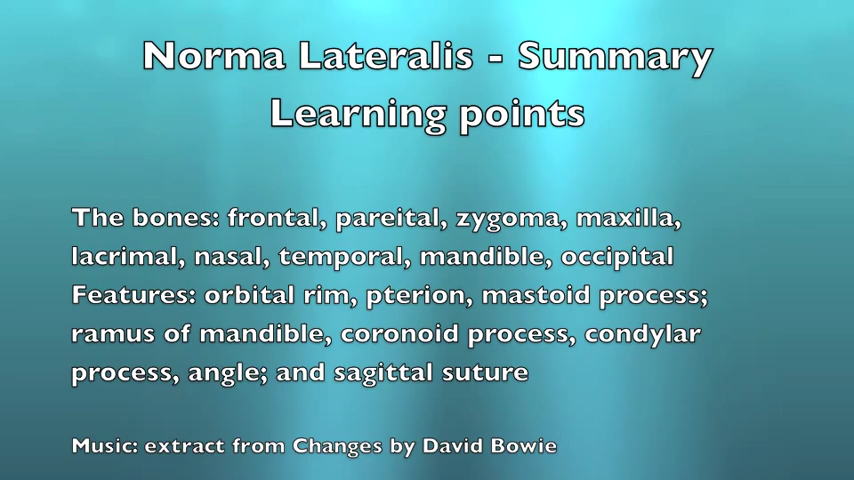 Norma Lateralis - Summary
Learning points
The bones: frontal, pareital, zygoma, maxilla,
lacrimal, nasal, temporal, mandible, occipital
Features: orbital rim, pterion, mastoid process;
ramus of mandible, coronoid process, condylar
process, angle; and sagittal suture
Music: extract from Changes by David Bowie